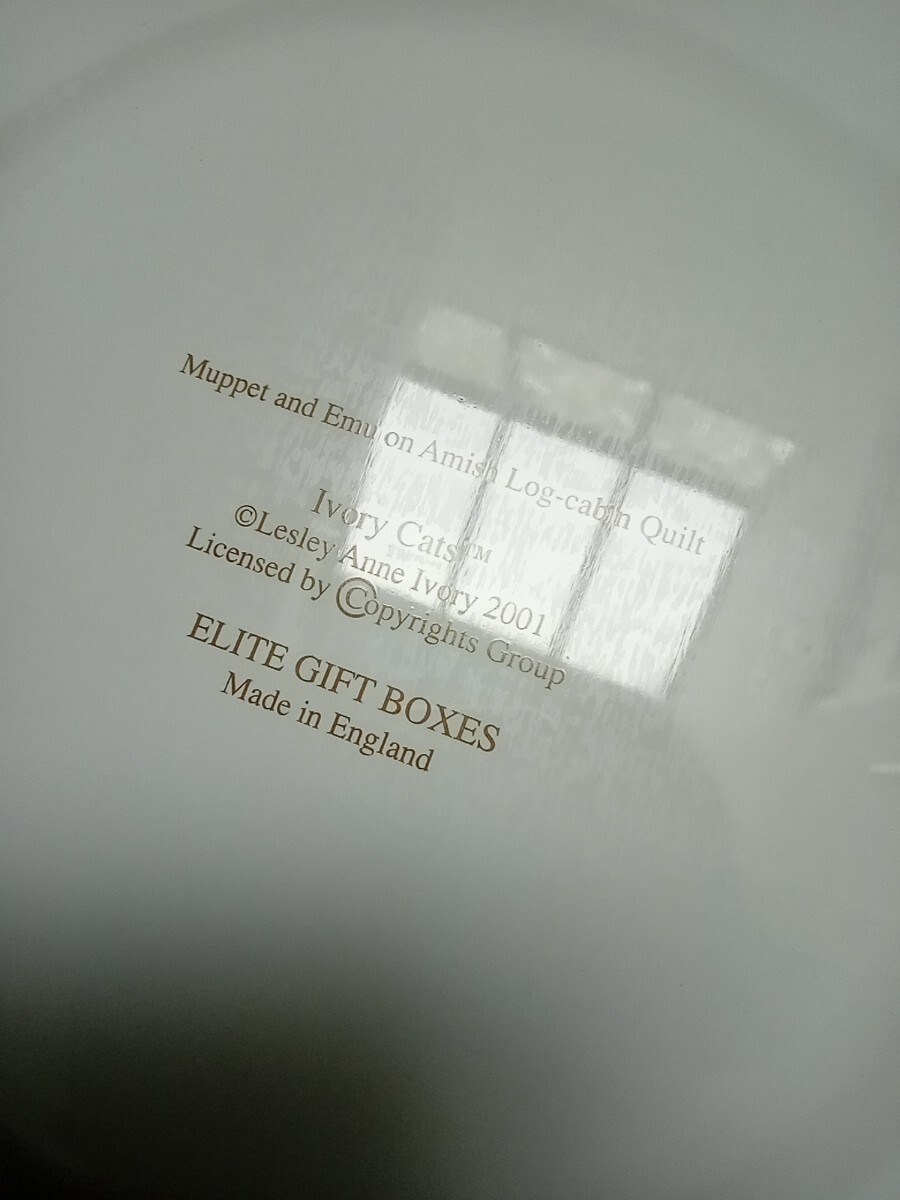 Muppet and Emu on Amish Log-cabin Quilt
Ivory Cats™
©Lesley Anne Ivory 2001
Licensed by Copyrights Group
ELITE GIFT BOXES
Made in England